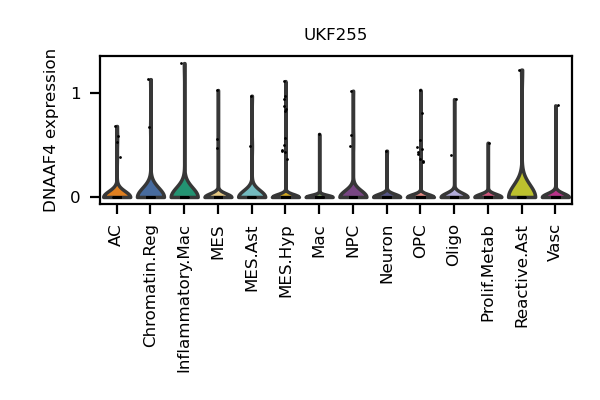 UKF255
DNAAF4 expression
1
0
AC
Chromatin.Reg
Inflammatory.Mac
MES
MES.Ast
MES.Hyp
Mac
NPC
Neuron
OPC
Oligo
Prolif.Metab
Reactive.Ast
Vasc